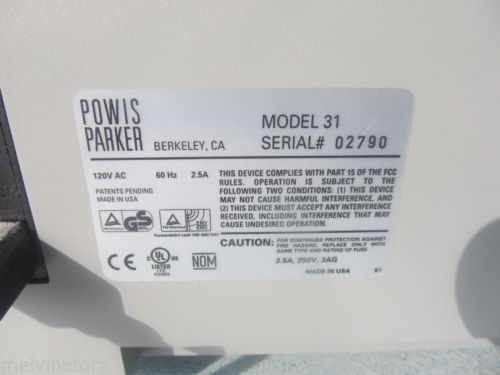 POWIS
PARKER
BERKELEY, CA
MODEL 31
SERIAL# 02790
120V AC 60 Hz 2.5A
PATENTS PENDING
MADE IN USA
THIS DEVICE COMPLIES WITH PART 15 OF THE FCC
RULES. OPERATION IS SUBJECT TO THE FOLLOWING
TWO CONDITIONS: (1) THIS DEVICE
MAY NOT CAUSE HARMFUL INTERFERENCE, AND
(2) THIS DEVICE MUST ACCEPT ANY INTERFERENCE
RECEIVED, INCLUDING INTERFERENCE THAT MAY
CAUSE UNDESIRED OPERATION.
GS
CAUTION: FOR CONTINUED PROTECTION AGAINST
FIRE HAZARD, REPLACE ONLY WITH
SAME TYPE AND RATING OF FUSE.
2.5A, 250V, 3AG
MADE IN USA 61
CE
UL
LISTED
NOM
melvinatorz